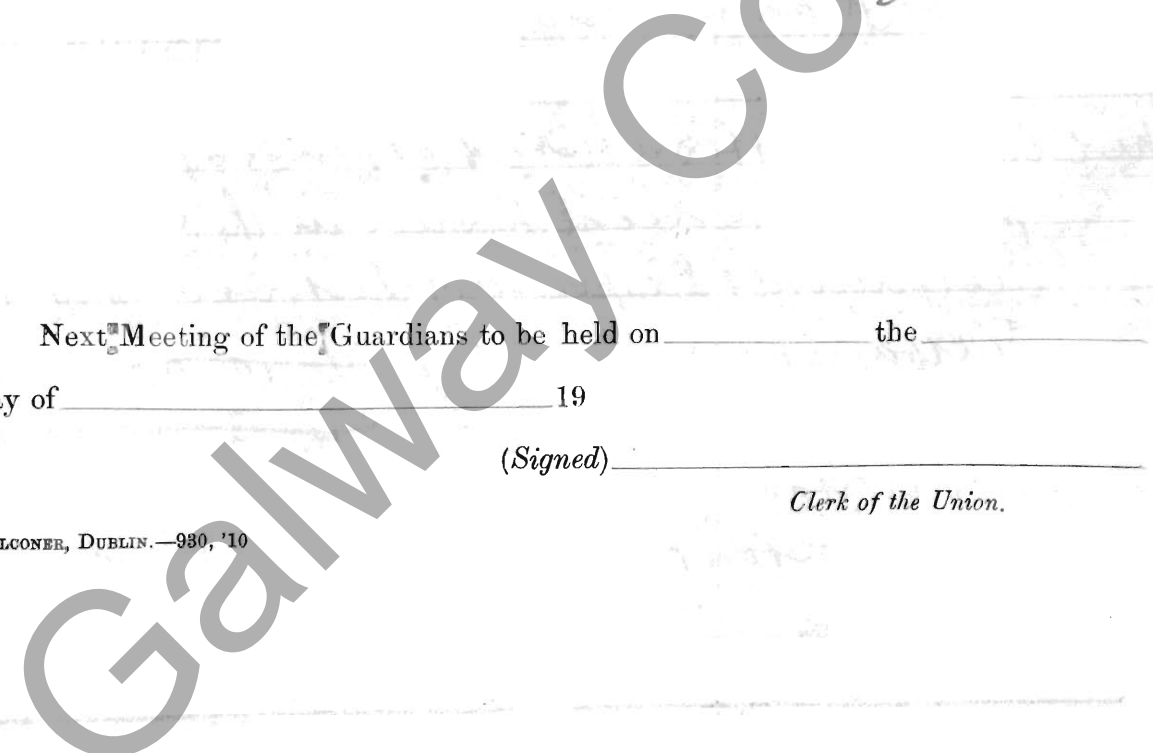 Next Meeting of the Guardians to be held on the
y of 19
(Signed)
Clerk of the Union.
LCONER, DUBLIN.—930, '10
Galway Co